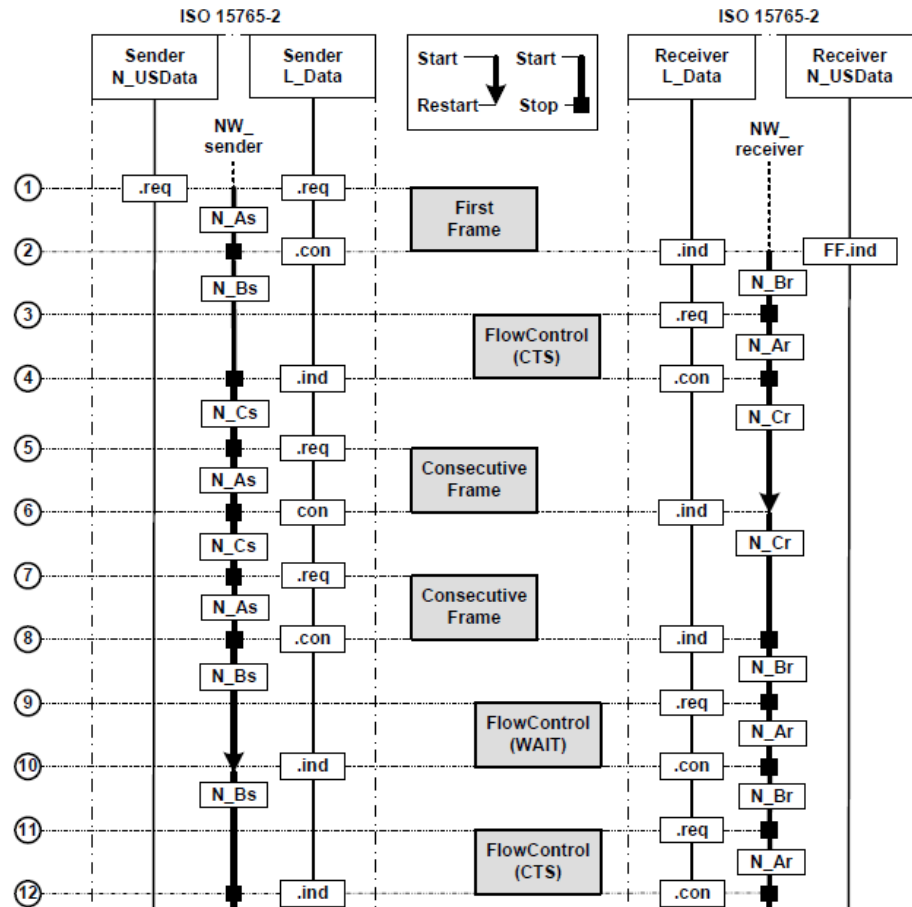 ISO 15765-2
ISO 15765-2
Sender
N_USData
Sender
L_Data
Start
Start
Restart
Stop
Receiver
L_Data
Receiver
N_USData
NW_
sender
NW_
receiver
1
.req
.req
First
Frame
N_As
2
.con
.ind
FF.ind
N_Bs
N_Br
3
.req
FlowControl
(CTS)
N_Ar
4
.ind
.con
N_Cs
N_Cr
5
.req
Consecutive
Frame
N_As
6
con
.ind
N_Cs
N_Cr
7
.req
Consecutive
Frame
N_As
8
.con
.ind
N_Bs
N_Br
9
.req
FlowControl
(WAIT)
N_Ar
10
.ind
.con
N_Bs
N_Br
11
.req
FlowControl
(CTS)
N_Ar
12
.ind
.con